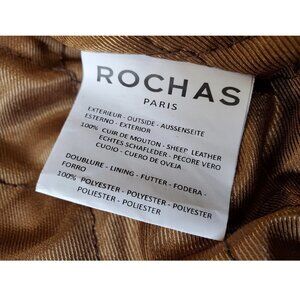 ROCHAS
PARIS
EXTERIEUR - OUTSIDE - AUSSENSEITE
ESTERNO - EXTERIOR
100% CUIR DE MOUTON - SHEEP LEATHER
ECHTES SCHAFLEDER - PECORE VERO
CUOIO - CUERO DE OVEJA
DOUBLURE - LINING - FUTTER - FODERA -
FORRO
100% POLYESTER - POLYESTER - POLYESTER
POLIESTER - POLIESTER